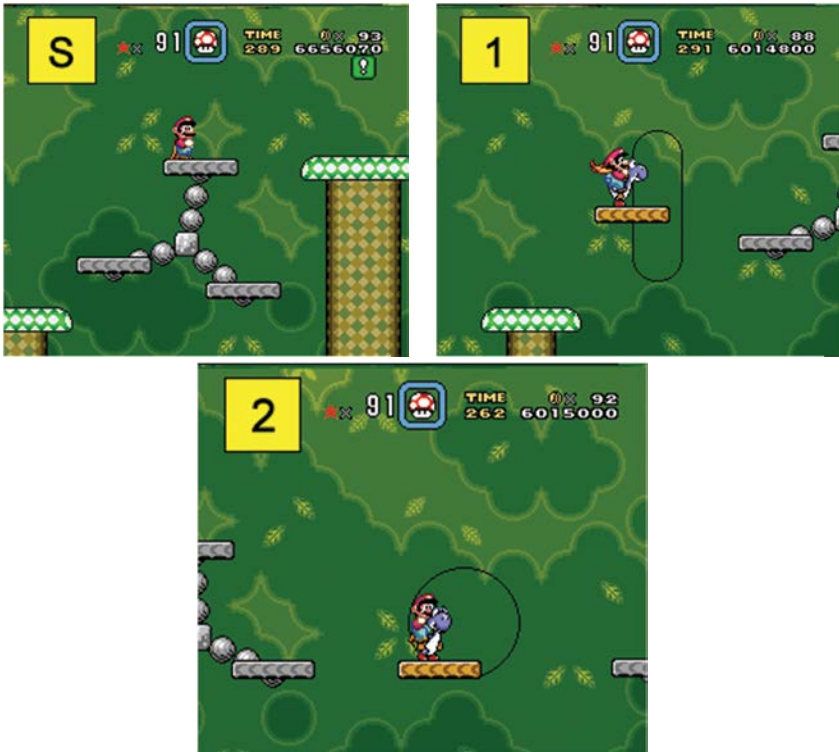 S
★× 91 TIME × 93
289 6656070
!
1
★× 91 TIME × 88
291 6014800
2
★× 91 TIME × 92
262 6015000